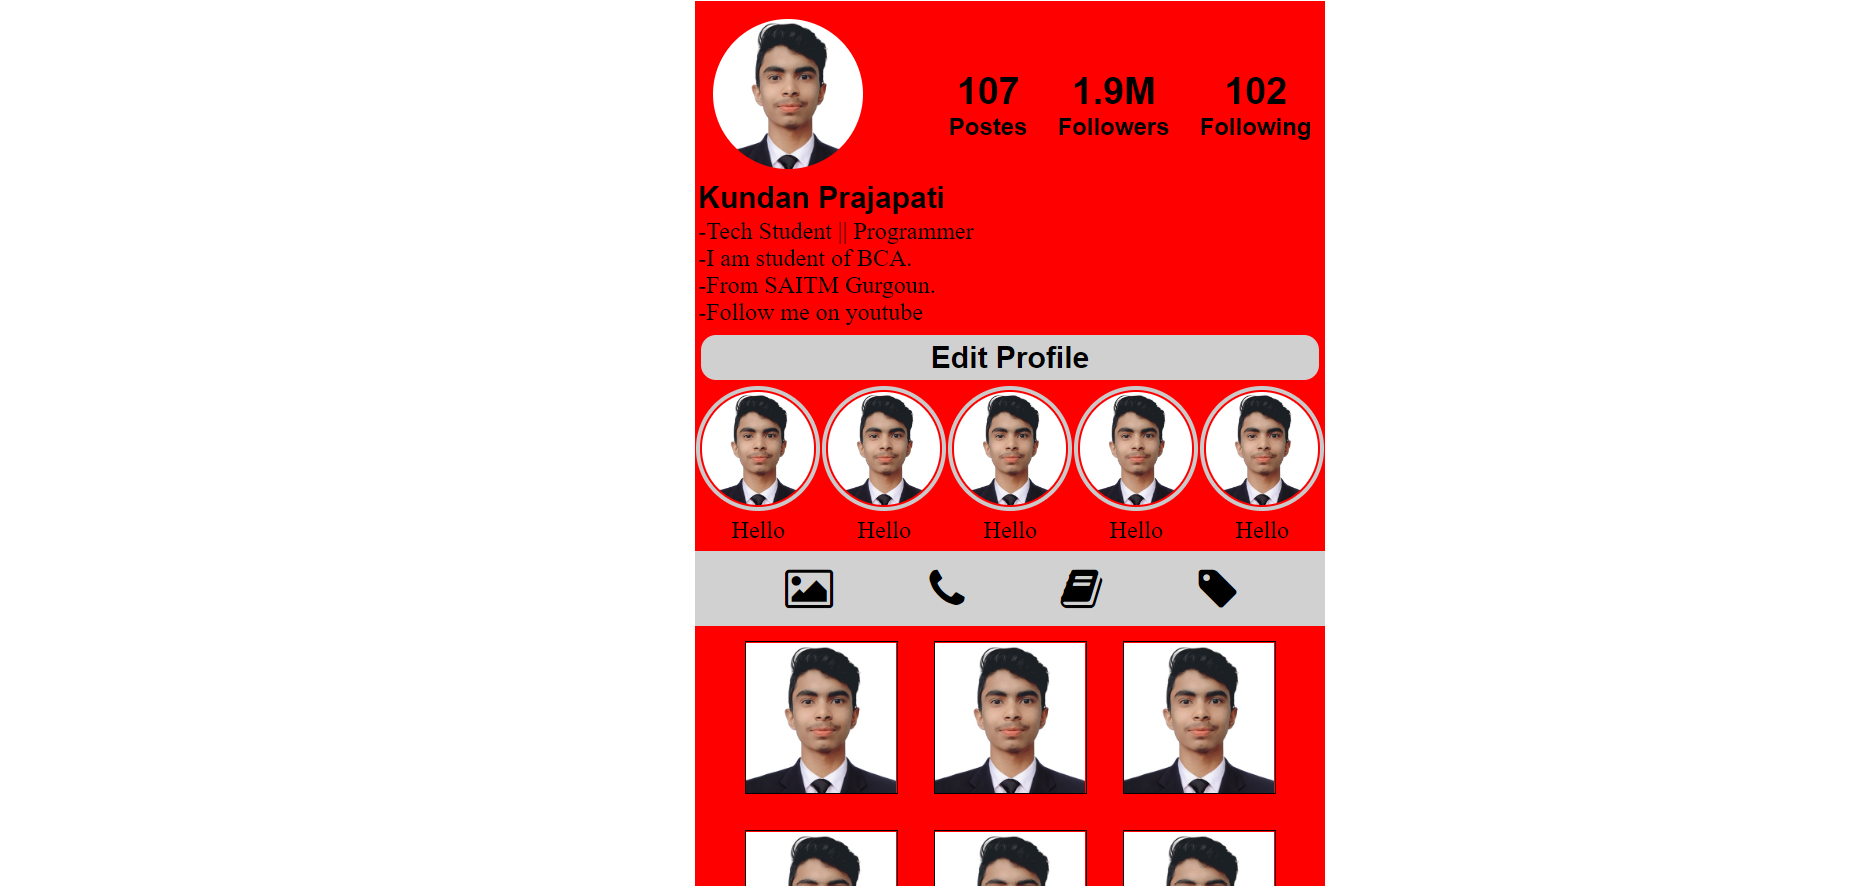 107 1.9M 102
Postes Followers Following
Kundan Prajapati
-Tech Student || Programmer
-I am student of BCA.
-From SAITM Gurgoun.
-Follow me on youtube
Edit Profile
Hello Hello Hello Hello Hello